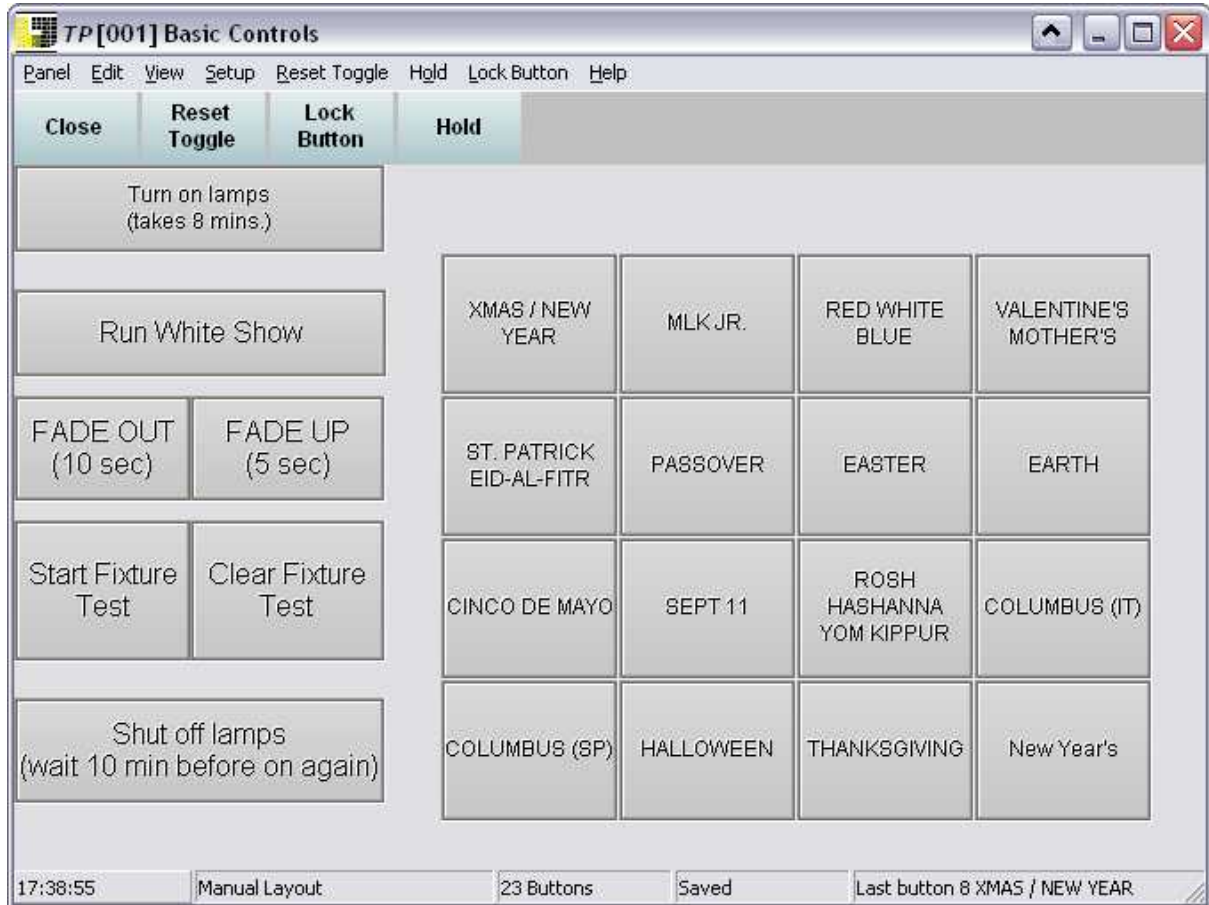 TP[001] Basic Controls
Panel Edit View Setup Reset Toggle Hold Lock Button Help
Close
Reset
Toggle
Lock
Button
Hold
Turn on lamps
(takes 8 mins.)
Run White Show
FADE OUT
(10 sec)
FADE UP
(5 sec)
Start Fixture
Test
Clear Fixture
Test
Shut off lamps
(wait 10 min before on again)
XMAS / NEW
YEAR
MLK JR.
RED WHITE
BLUE
VALENTINE'S
MOTHER'S
ST. PATRICK
EID-AL-FITR
PASSOVER
EASTER
EARTH
CINCO DE MAYO
SEPT 11
ROSH
HASHANNA
YOM KIPPUR
COLUMBUS (IT)
COLUMBUS (SP)
HALLOWEEN
THANKSGIVING
New Year's
17:38:55
Manual Layout
23 Buttons
Saved
Last button 8 XMAS / NEW YEAR